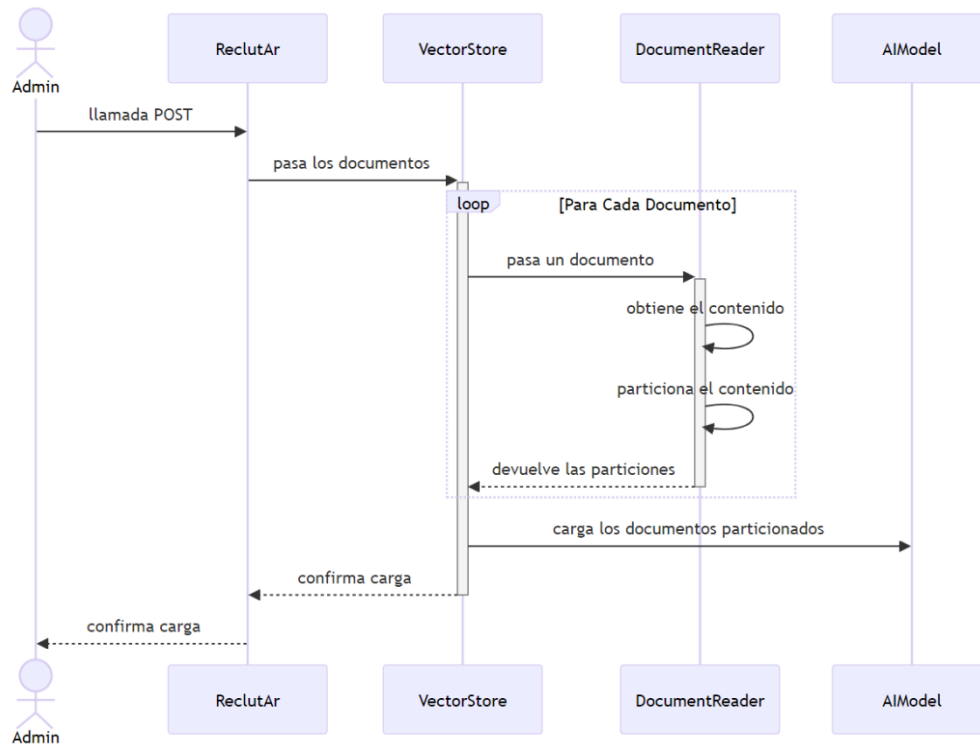 Admin
ReclutAr
VectorStore
DocumentReader
AIModel
llamada POST
pasa los documentos
loop
[Para Cada Documento]
pasa un documento
obtiene el contenido
particiona el contenido
devuelve las particiones
carga los documentos particionados
confirma carga
confirma carga
Admin
ReclutAr
VectorStore
DocumentReader
AIModel